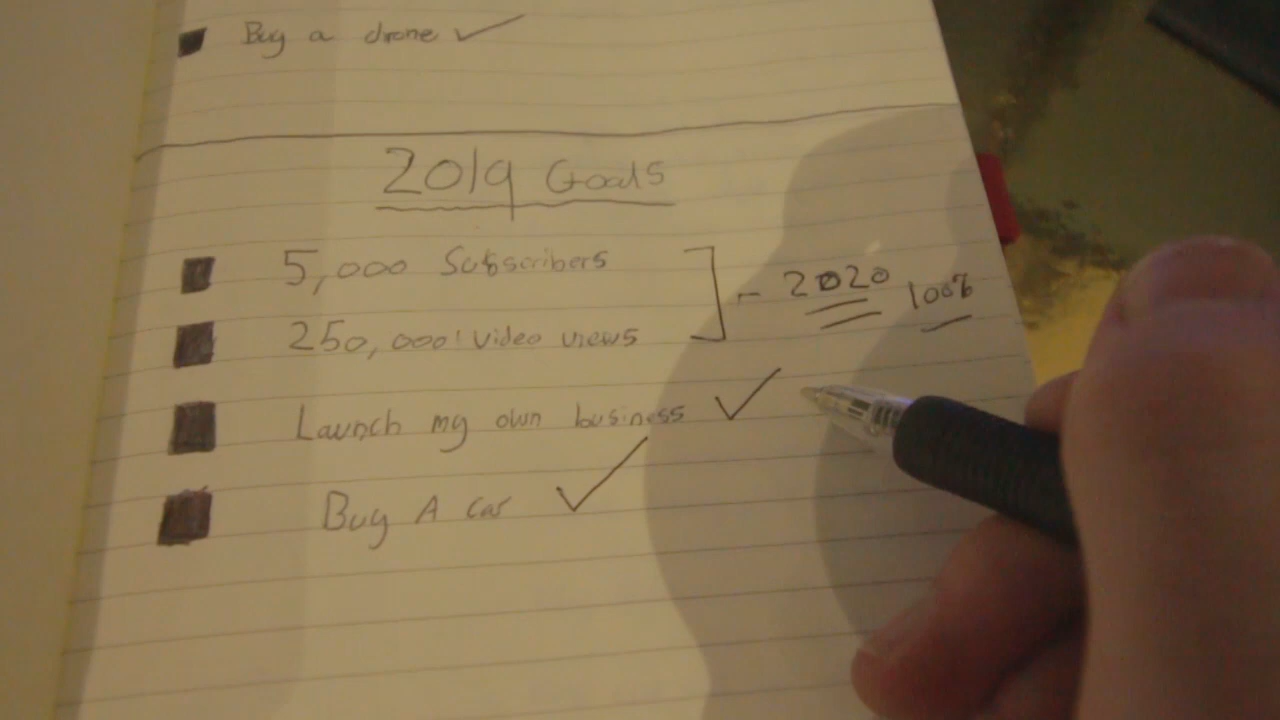 Buy a drone ✓
2019 Goals
5,000 Subscribers
250,000! Video views
- 2020 100%
Launch my own business ✓
Buy A car ✓